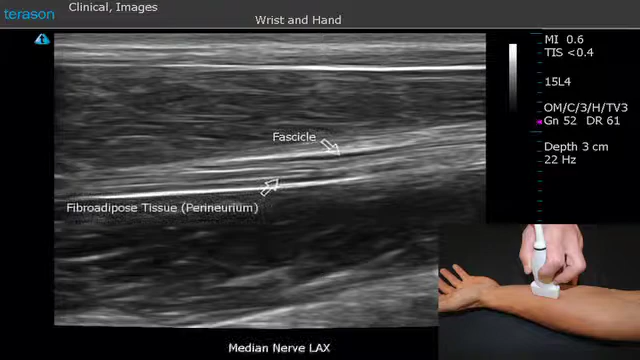 terason
Clinical, Images
Wrist and Hand
t
MI 0.6
TIS <0.4
15L4
OM/C/3/H/TV3
Gn 52 DR 61
Depth 3 cm
22 Hz
Fascicle
Fibroadipose Tissue (Perineurium)
Median Nerve LAX